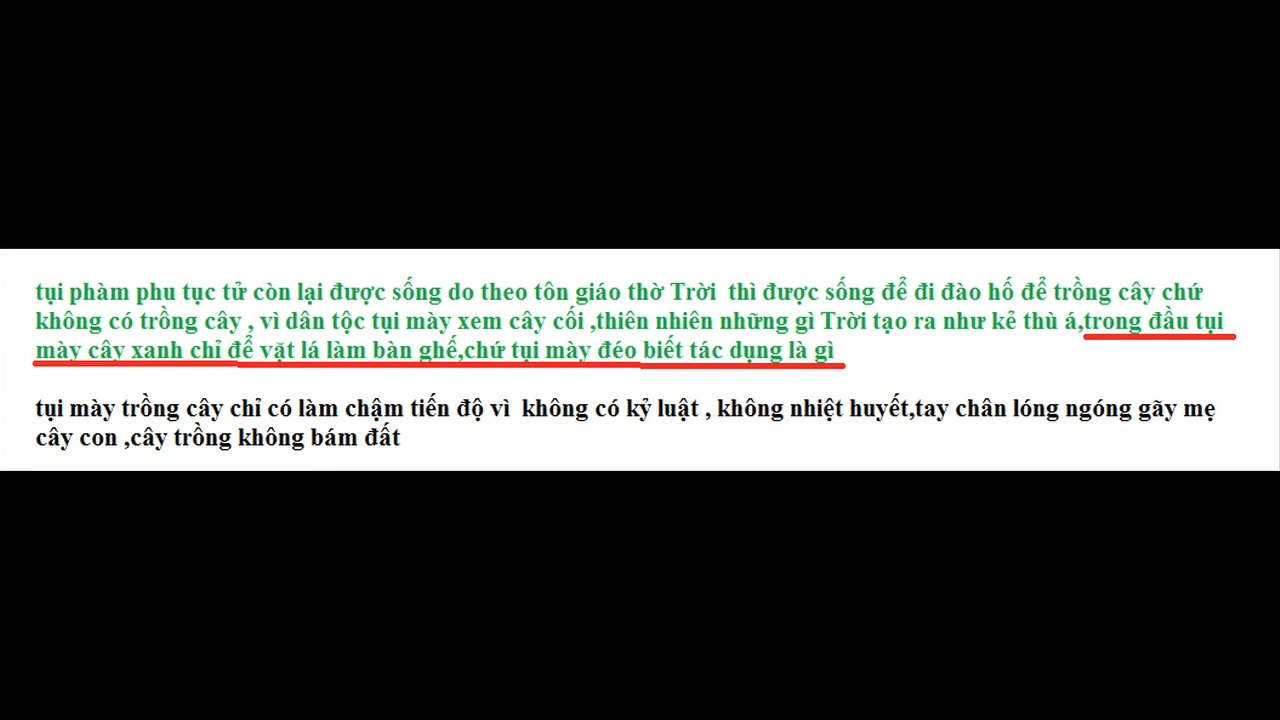 tụi phàm phu tục tử còn lại được sống do theo tôn giáo thờ Trời  thì được sống để đi đào hố để trồng cây chứ
không có trồng cây , vì dân tộc tụi mày xem cây cối ,thiên nhiên những gì Trời tạo ra như kẻ thù á,trong đầu tụi
mày cây xanh chỉ để vặt lá làm bàn ghế,chứ tụi mày đéo biết tác dụng là gì
tụi mày trồng cây chỉ có làm chậm tiến độ vì  không có kỷ luật , không nhiệt huyết,tay chân lóng ngóng gãy mẹ
cây con ,cây trồng không bám đất